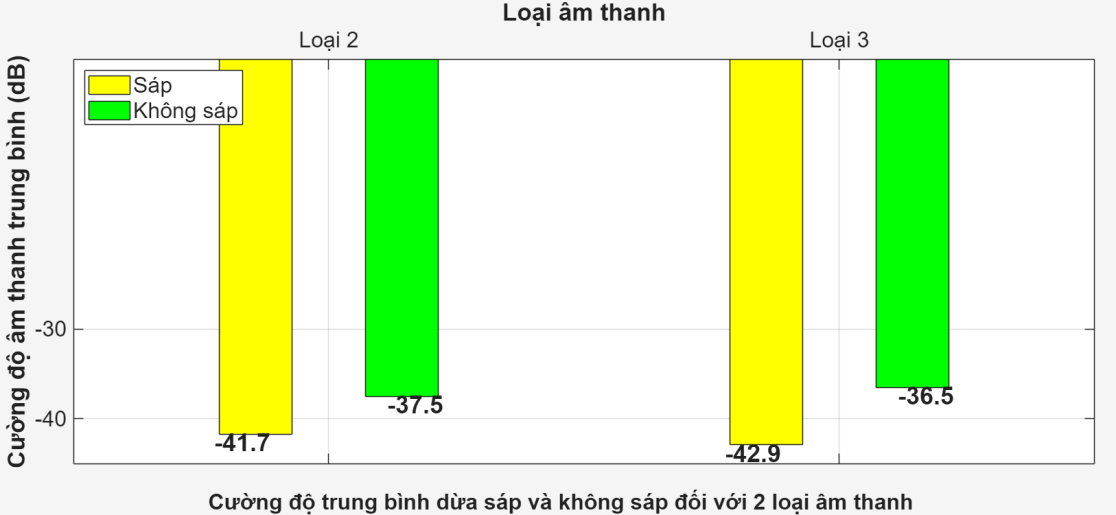 Loại âm thanh
Loại 2
Loại 3
Cường độ âm thanh trung bình (dB)
Sáp
Không sáp
-30
-40
-41.7
-37.5
-42.9
-36.5
Cường độ trung bình dừa sáp và không sáp đối với 2 loại âm thanh